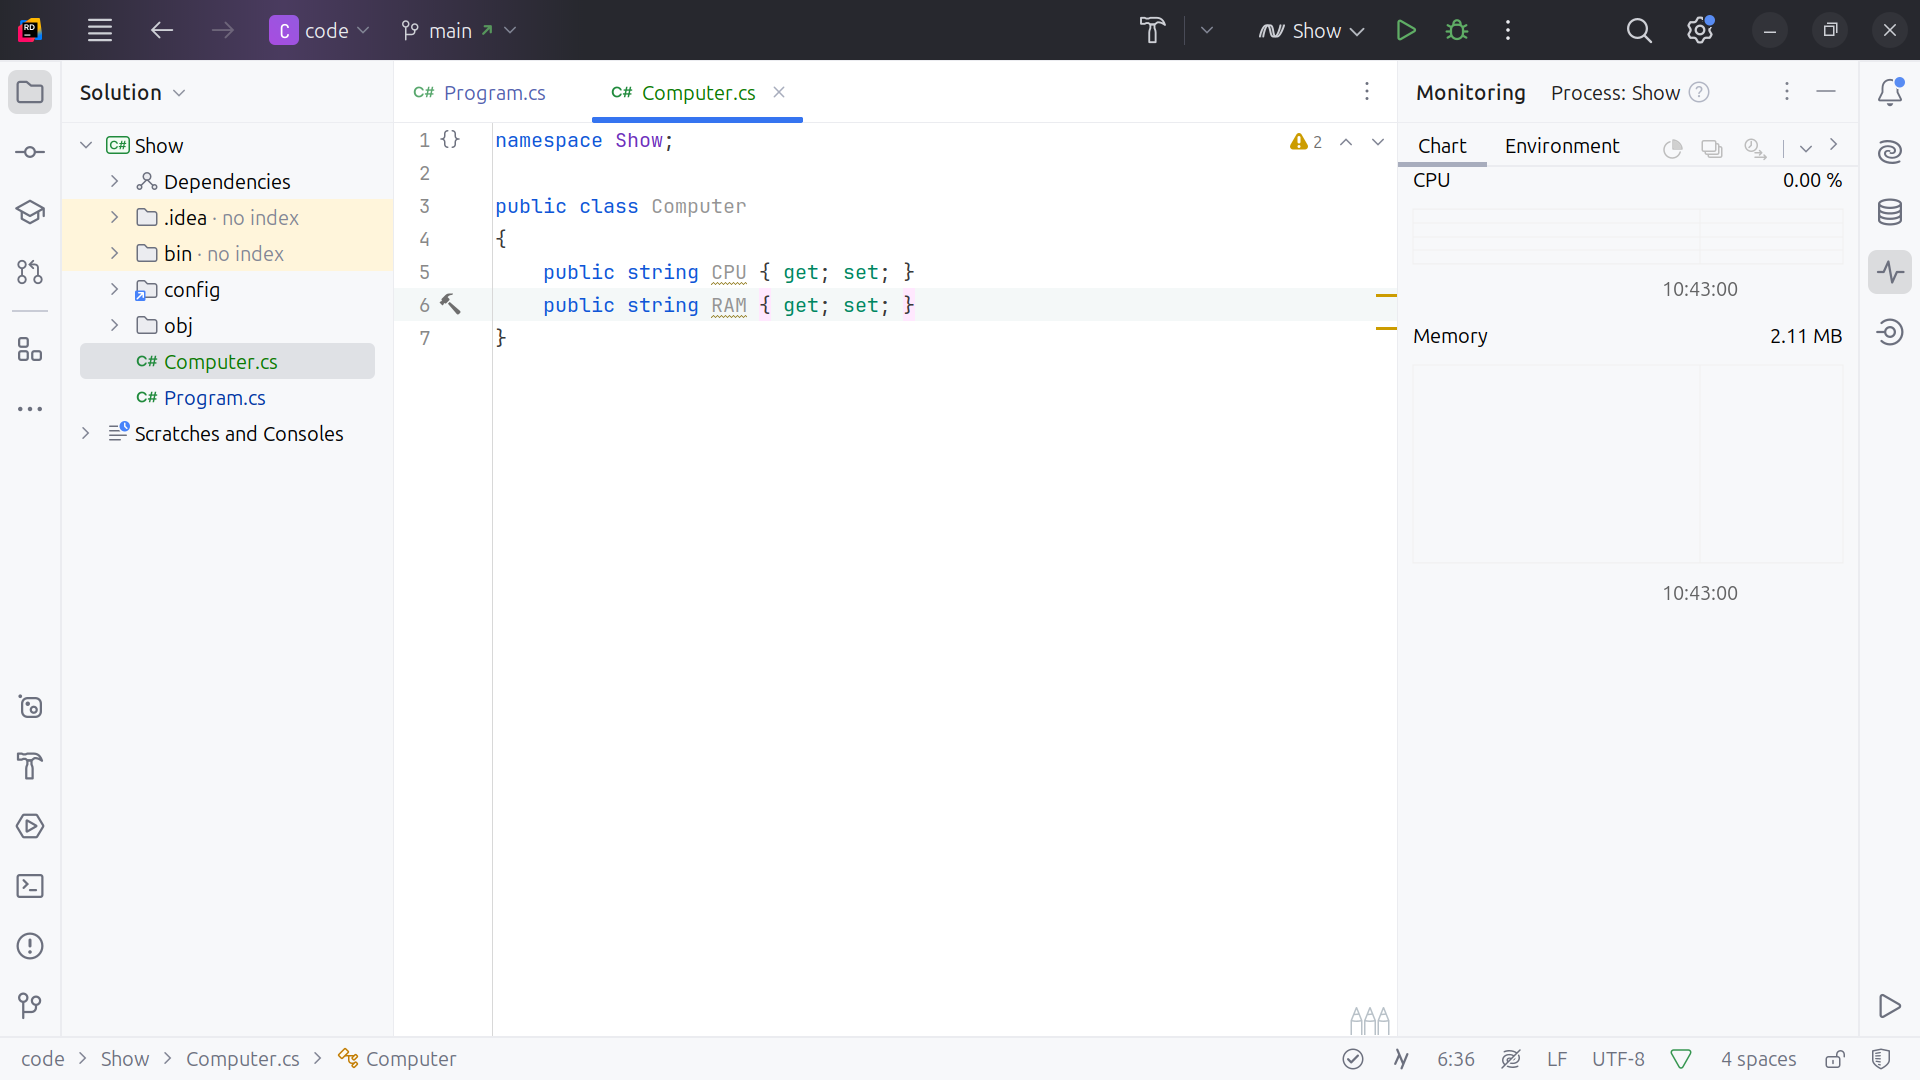 RD
C code
main
Show
Solution
Show
Dependencies
.idea · no index
bin · no index
config
obj
C# Computer.cs
C# Program.cs
Scratches and Consoles
C# Program.cs
C# Computer.cs
1 {} namespace Show;
2
3 public class Computer
4 {
5 public string CPU { get; set; }
6 public string RAM { get; set; }
7 }
2
Monitoring Process: Show ?
Chart Environment
CPU 0.00 %
10:43:00
Memory 2.11 MB
10:43:00
code > Show > Computer.cs > Computer
6:36 LF UTF-8 4 spaces